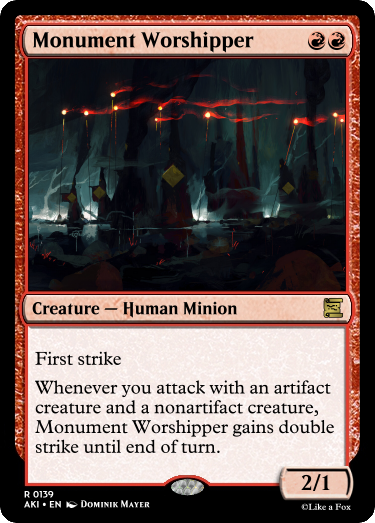 Monument Worshipper
Creature — Human Minion
First strike
Whenever you attack with an artifact
creature and a nonartifact creature,
Monument Worshipper gains double
strike until end of turn.
2/1
R 0139
AKI • EN Dominik Mayer
©Like a Fox